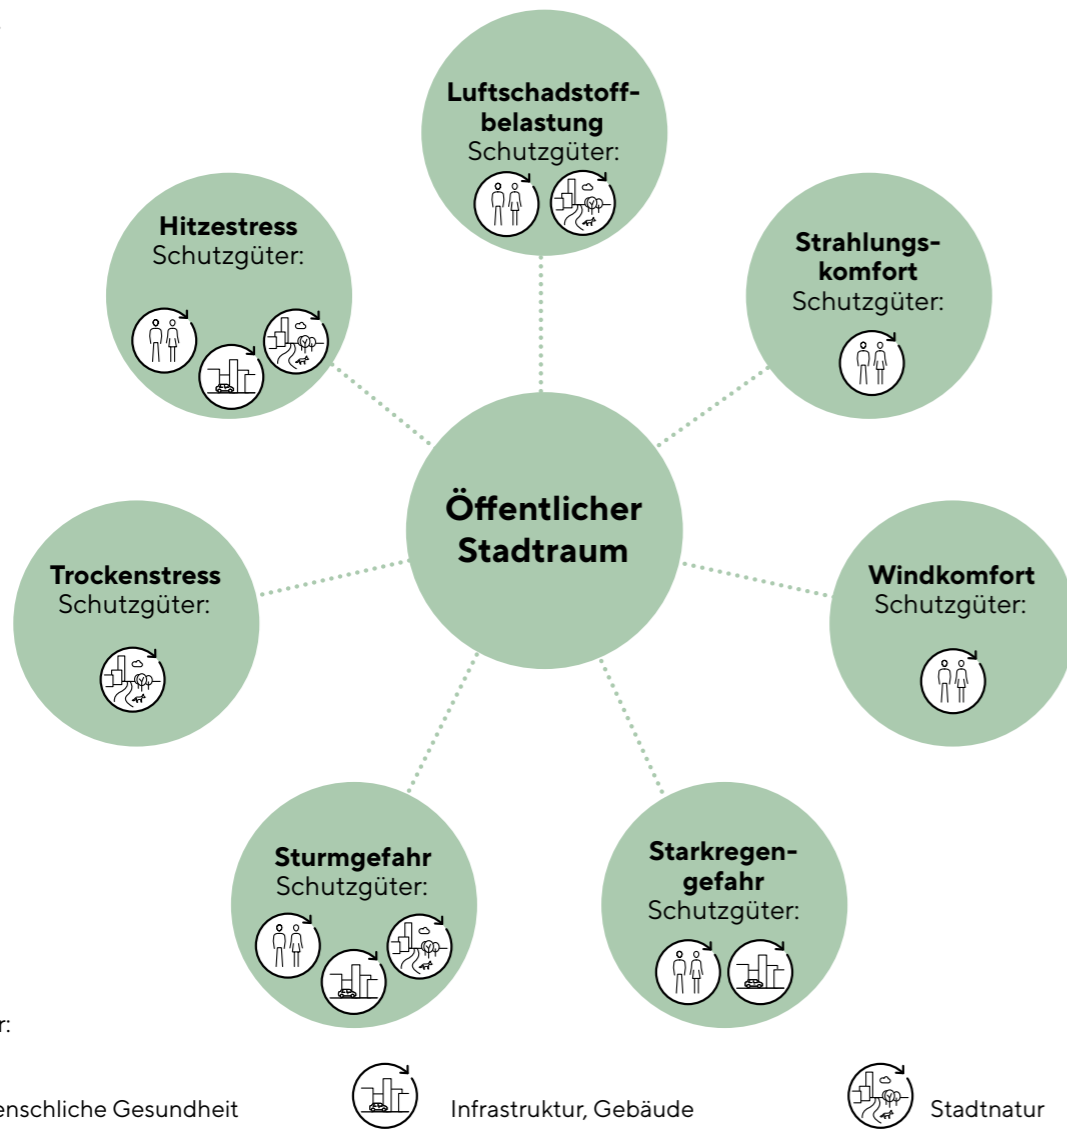 Luftschadstoff-
belastung
Schutzgüter:
Hitzestress
Schutzgüter:
Strahlungs-
komfort
Schutzgüter:
Öffentlicher
Stadtraum
Trockenstress
Schutzgüter:
Windkomfort
Schutzgüter:
Sturmgefahr
Schutzgüter:
Starkregen-
gefahr
Schutzgüter:
r:
enschliche Gesundheit
Infrastruktur, Gebäude
Stadtnatur